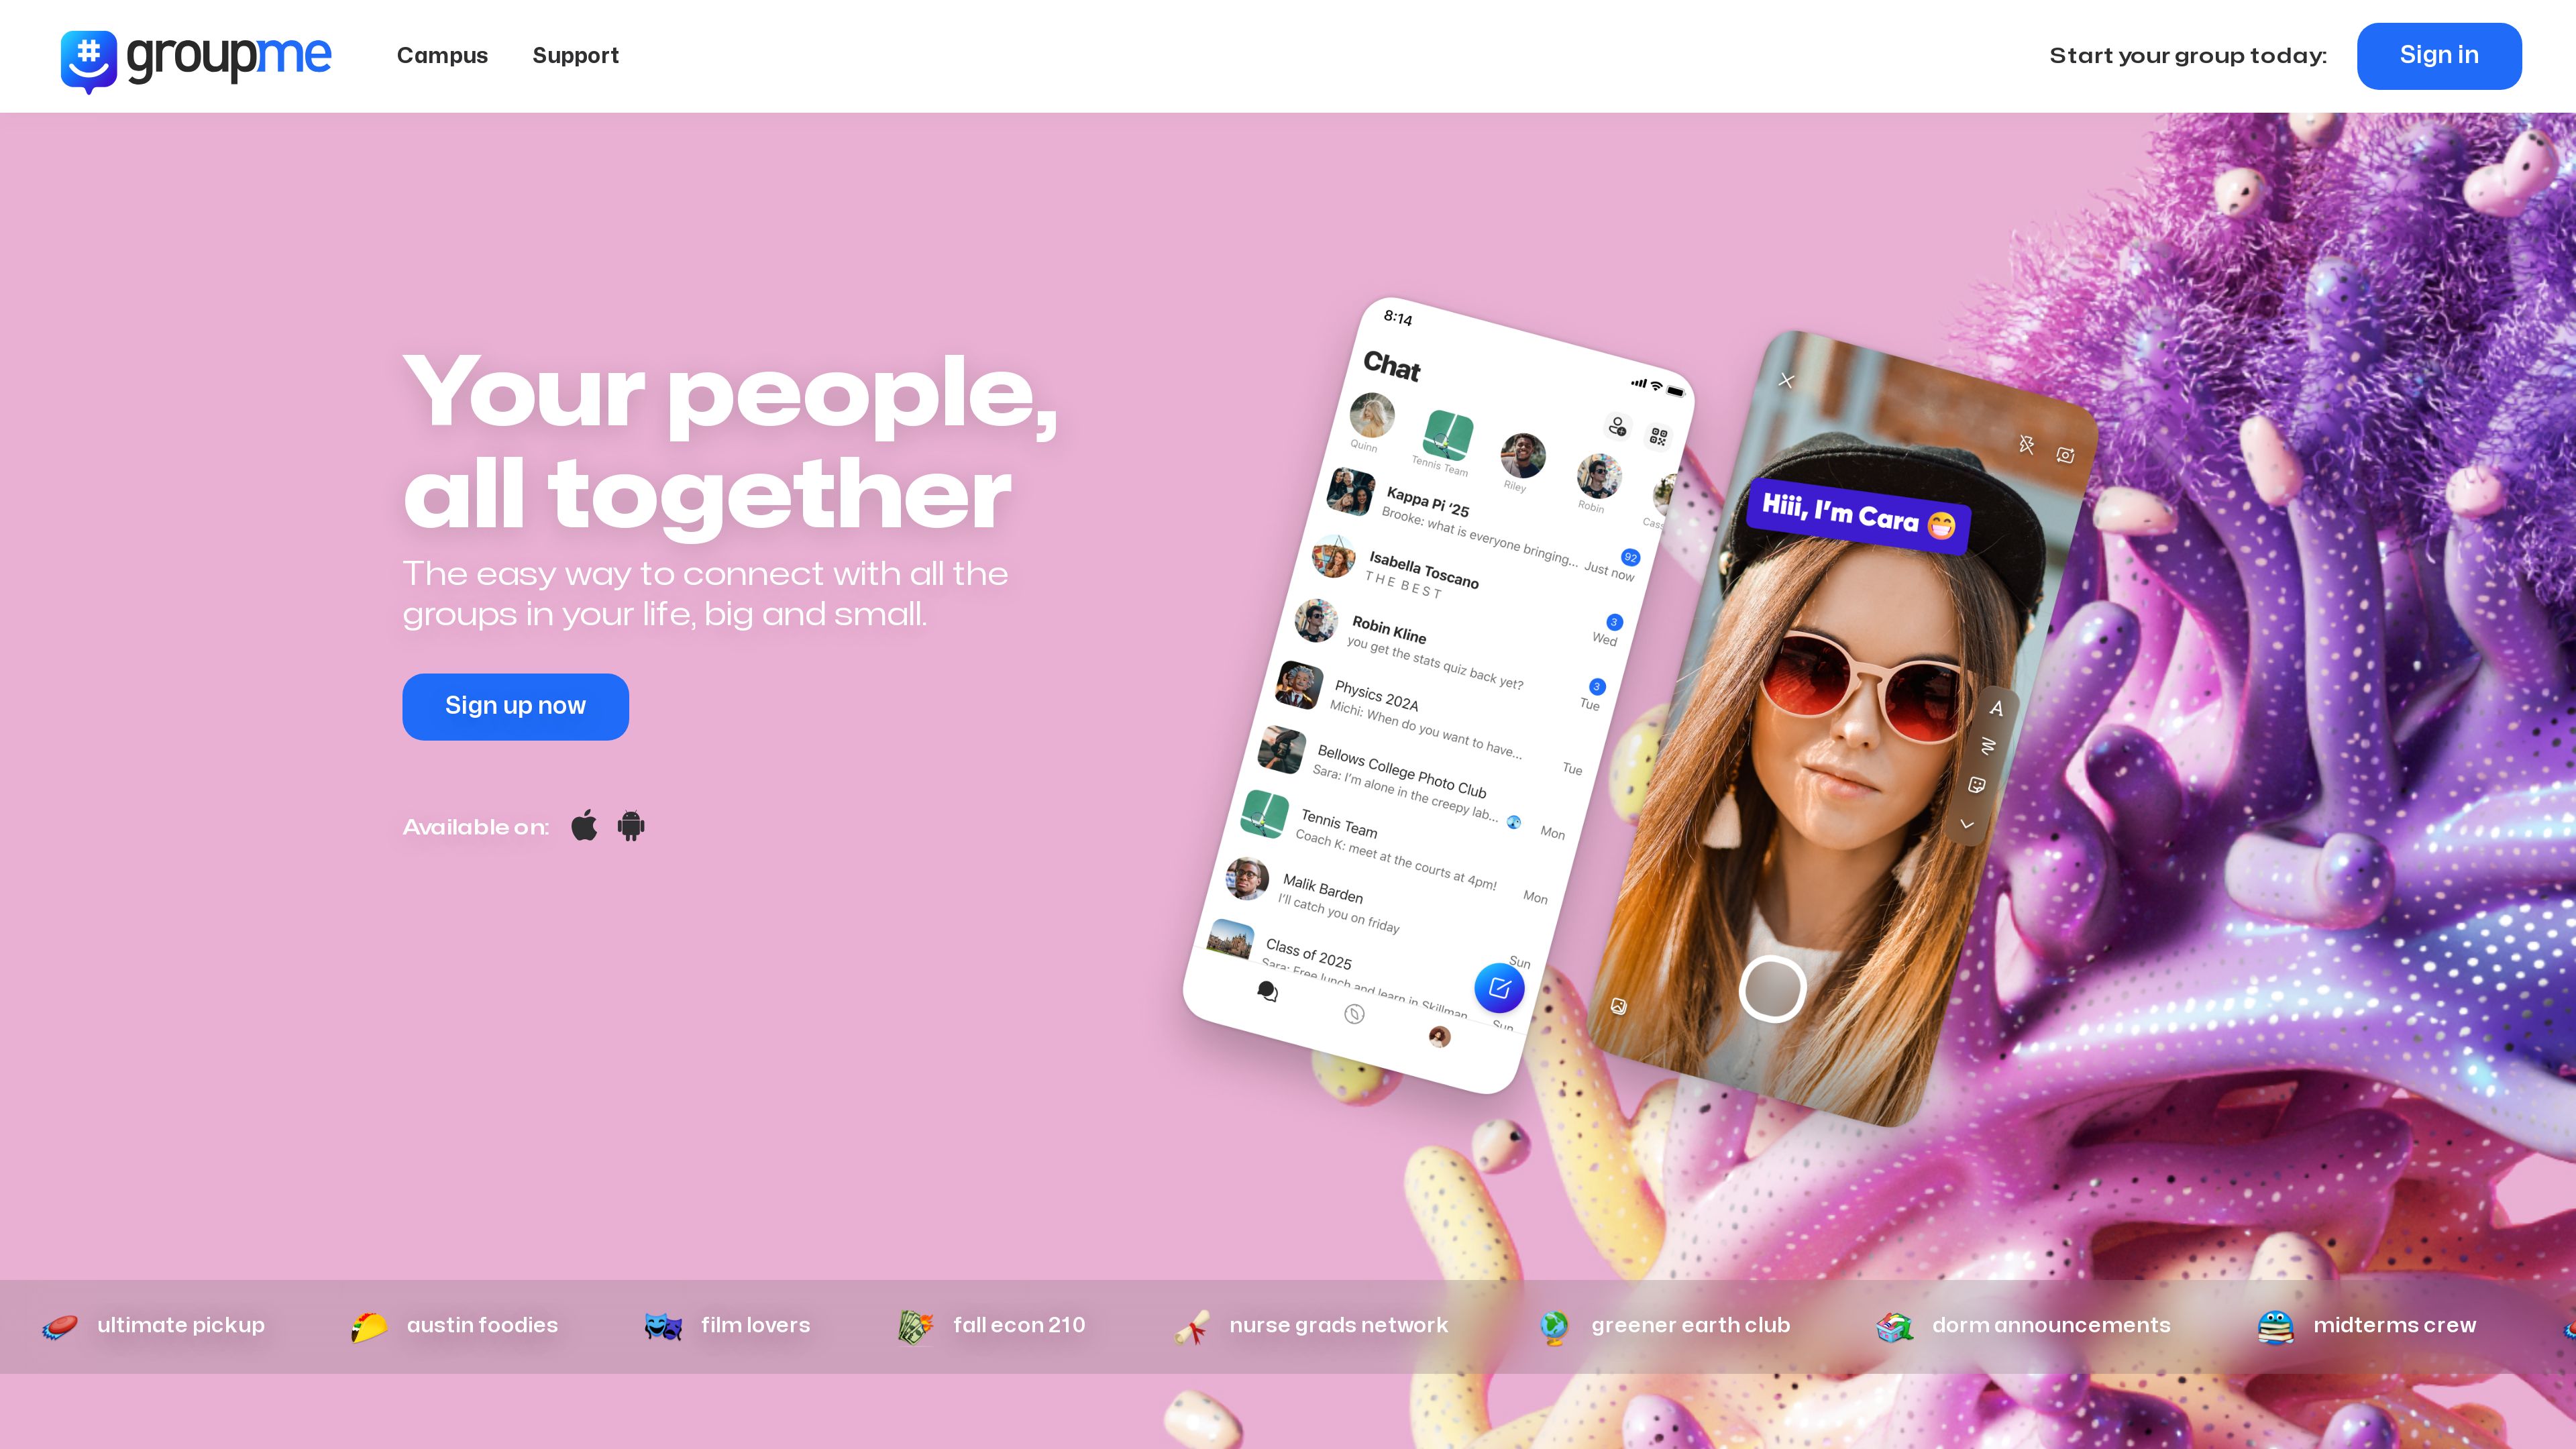 groupme
Campus
Support
Start your group today:
Sign in
Your people,
all together
The easy way to connect with all the
groups in your life, big and small.
Sign up now
Available on:
8:14
Chat
Quinn
Tennis Team
Riley
Robin
Cass
Kappa Pi '25
Brooke: what is everyone bringing... Just now
92
Isabella Toscano
THE BEST
3
Wed
Robin Kline
you get the stats quiz back yet?
3
Tue
Physics 202A
Michi: When do you want to have...
Tue
Bellows College Photo Club
Sara: I'm alone in the creepy lab...
Mon
Tennis Team
Coach K: meet at the courts at 4pm!
Mon
Malik Barden
I'll catch you on friday
Sun
Class of 2025
Sara: Free lunch and learn in Skillman
Sun
Hiii, I'm Cara 😁
A
ultimate pickup
austin foodies
film lovers
fall econ 210
nurse grads network
greener earth club
dorm announcements
midterms crew